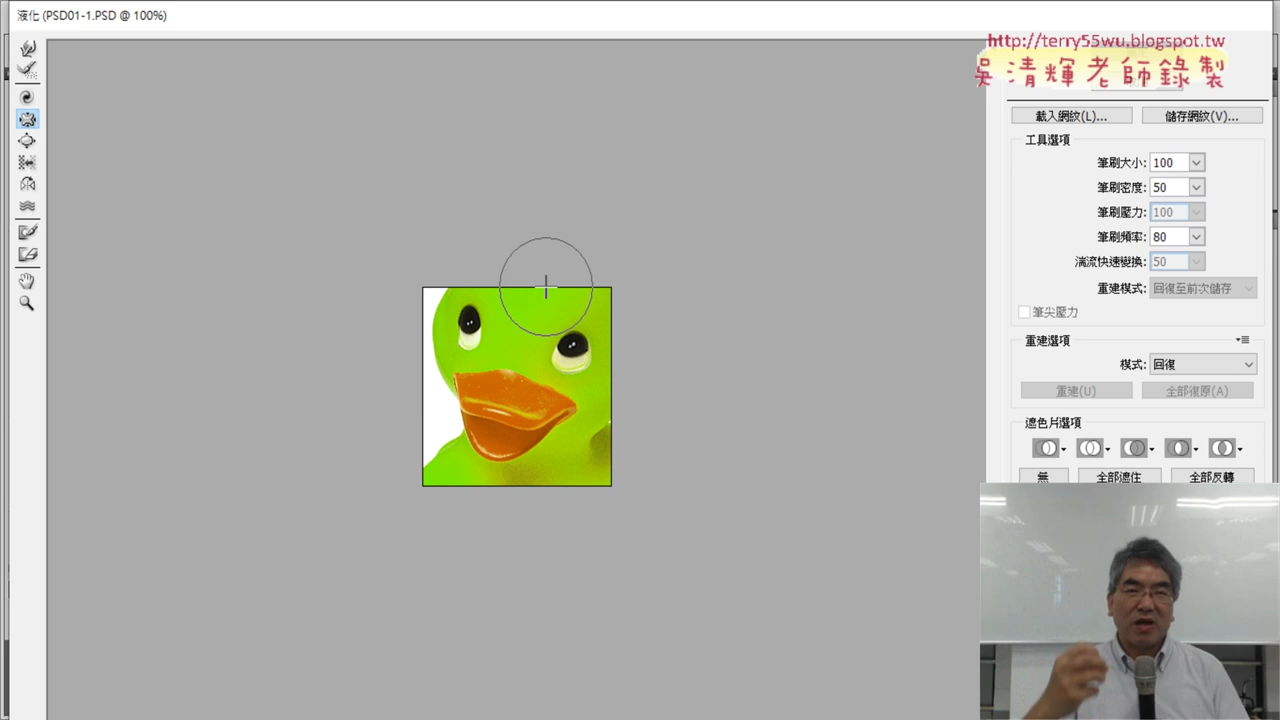 液化 (PSD01-1.PSD @ 100%)
http://terry55wu.blogspot.tw
吳清輝老師錄製
載入網紋(L)...
儲存網紋(V)...
工具選項
筆刷大小: 100
筆刷密度: 50
筆刷壓力: 100
筆刷頻率: 80
湍流快速變換: 50
重建模式: 回復至前次儲存
筆尖壓力
重建選項
模式: 回復
重建(U)
全部復原(A)
遮色片選項
無
全部遮住
全部反轉